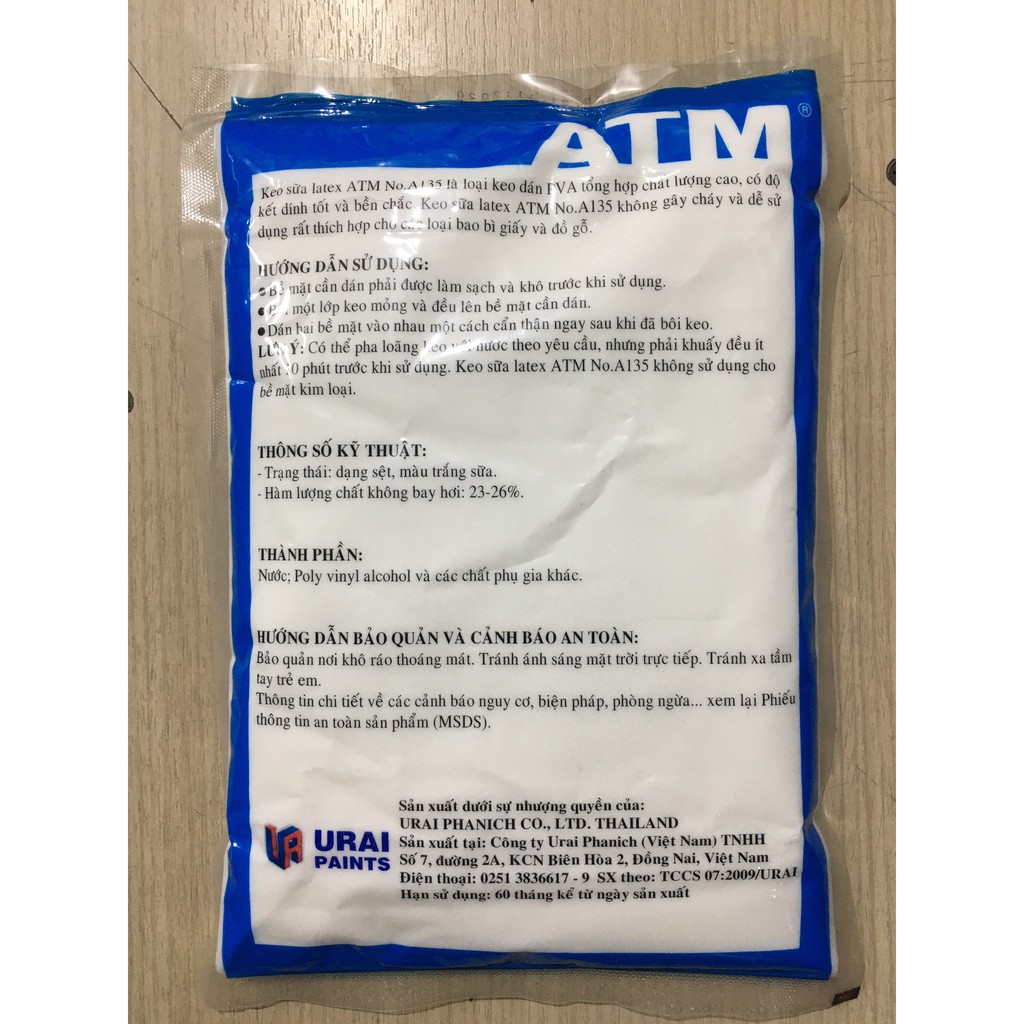 :2020
ATM®
Keo sữa latex ATM No.A135 là loại keo dán PVA tổng hợp chất lượng cao, có độ
kết dính tốt và bền chắc. Keo sữa latex ATM No.A135 không gây cháy và dễ sử
dụng rất thích hợp cho các loại bao bì giấy và đồ gỗ.
HƯỚNG DẪN SỬ DỤNG:
● Bề mặt cần dán phải được làm sạch và khô trước khi sử dụng.
● một lớp keo mỏng và đều lên bề mặt cần dán.
● Dán hai bề mặt vào nhau một cách cẩn thận ngay sau khi đã bôi keo.
LƯU Ý: Có thể pha loãng keo với nước theo yêu cầu, nhưng phải khuấy đều ít
nhất phút trước khi sử dụng. Keo sữa latex ATM No.A135 không sử dụng cho
bề mặt kim loại.
THÔNG SỐ KỸ THUẬT:
- Trạng thái: dạng sệt, màu trắng sữa.
- Hàm lượng chất không bay hơi: 23-26%.
THÀNH PHẦN:
Nước; Poly vinyl alcohol và các chất phụ gia khác.
HƯỚNG DẪN BẢO QUẢN VÀ CẢNH BÁO AN TOÀN:
Bảo quản nơi khô ráo thoáng mát. Tránh ánh sáng mặt trời trực tiếp. Tránh xa tầm
tay trẻ em.
Thông tin chi tiết về các cảnh báo nguy cơ, biện pháp, phòng ngừa... xem lại Phiếu
thông tin an toàn sản phẩm (MSDS).
URAI
PAINTS
Sản xuất dưới sự nhượng quyền của:
URAI PHANICH CO., LTD. THAILAND
Sản xuất tại: Công ty Urai Phanich (Việt Nam) TNHH
Số 7, đường 2A, KCN Biên Hòa 2, Đồng Nai, Việt Nam
Điện thoại: 0251 3836617 - 9 SX theo: TCCS 07:2009/URAI
Hạn sử dụng: 60 tháng kể từ ngày sản xuất